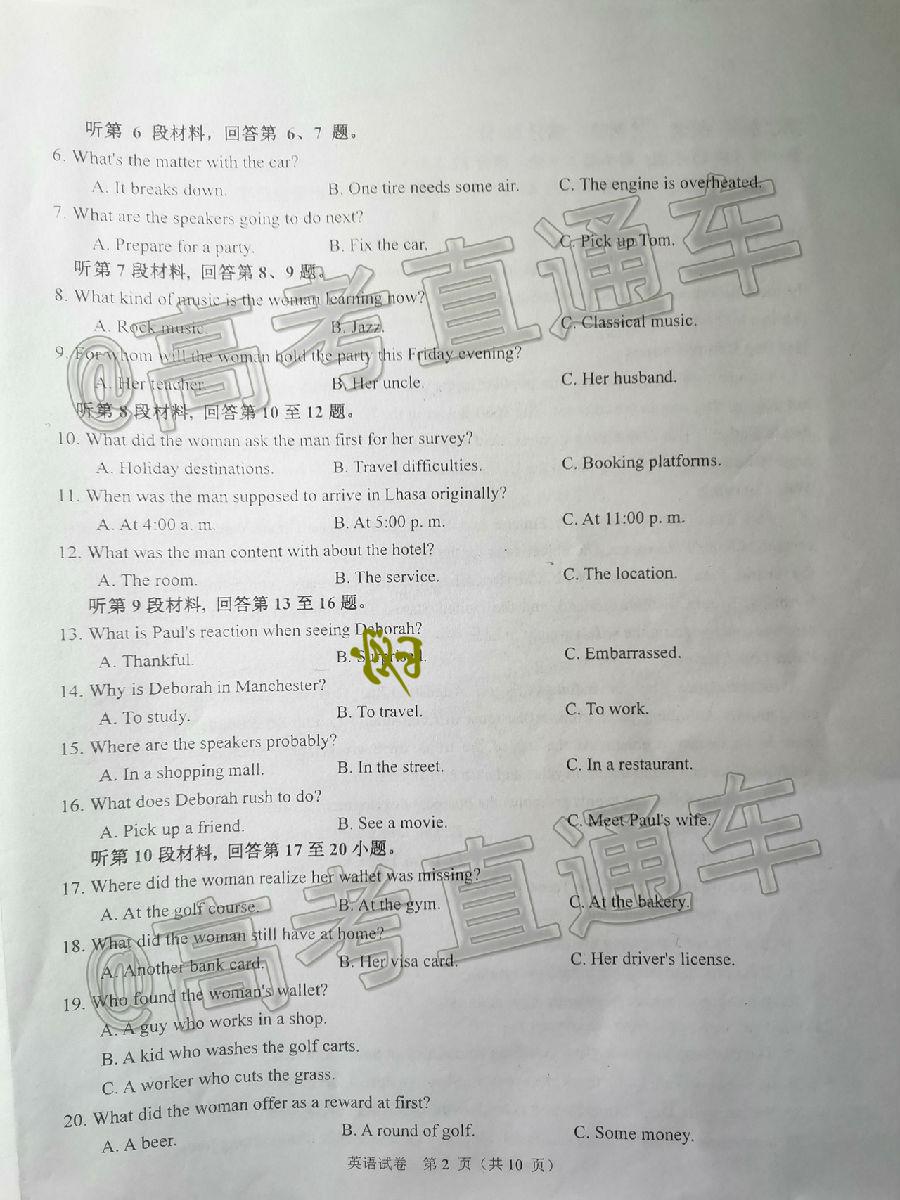 听第 6 段材料，回答第 6、7 题。
6. What's the matter with the car?
A. It breaks down. B. One tire needs some air. C. The engine is overheated.
7. What are the speakers going to do next?
A. Prepare for a party. B. Fix the car. C. Pick up Tom.
听第 7 段材料, 回答第 8、9 题。
8. What kind of music is the woman learning now?
A. Rock music. B. Jazz. C. Classical music.
9. For whom will the woman hold the party this Friday evening?
A. Her teacher. B. Her uncle. C. Her husband.
听第 8 段材料, 回答第 10 至 12 题。
10. What did the woman ask the man first for her survey?
A. Holiday destinations. B. Travel difficulties. C. Booking platforms.
11. When was the man supposed to arrive in Lhasa originally?
A. At 4:00 a. m. B. At 5:00 p. m. C. At 11:00 p. m.
12. What was the man content with about the hotel?
A. The room. B. The service. C. The location.
听第 9 段材料, 回答第 13 至 16 题。
13. What is Paul's reaction when seeing Deborah?
A. Thankful. B. Surprised. C. Embarrassed.
14. Why is Deborah in Manchester?
A. To study. B. To travel. C. To work.
15. Where are the speakers probably?
A. In a shopping mall. B. In the street. C. In a restaurant.
16. What does Deborah rush to do?
A. Pick up a friend. B. See a movie. C. Meet Paul's wife.
听第 10 段材料, 回答第 17 至 20 小题。
17. Where did the woman realize her wallet was missing?
A. At the golf course. B. At the gym. C. At the bakery.
18. What did the woman still have at home?
A. Another bank card. B. Her visa card. C. Her driver's license.
19. Who found the woman's wallet?
A. A guy who works in a shop.
B. A kid who washes the golf carts.
C. A worker who cuts the grass.
20. What did the woman offer as a reward at first?
A. A beer. B. A round of golf. C. Some money.
英语试卷 第 2 页（共 10 页）
@高考直通车
@高考直通车